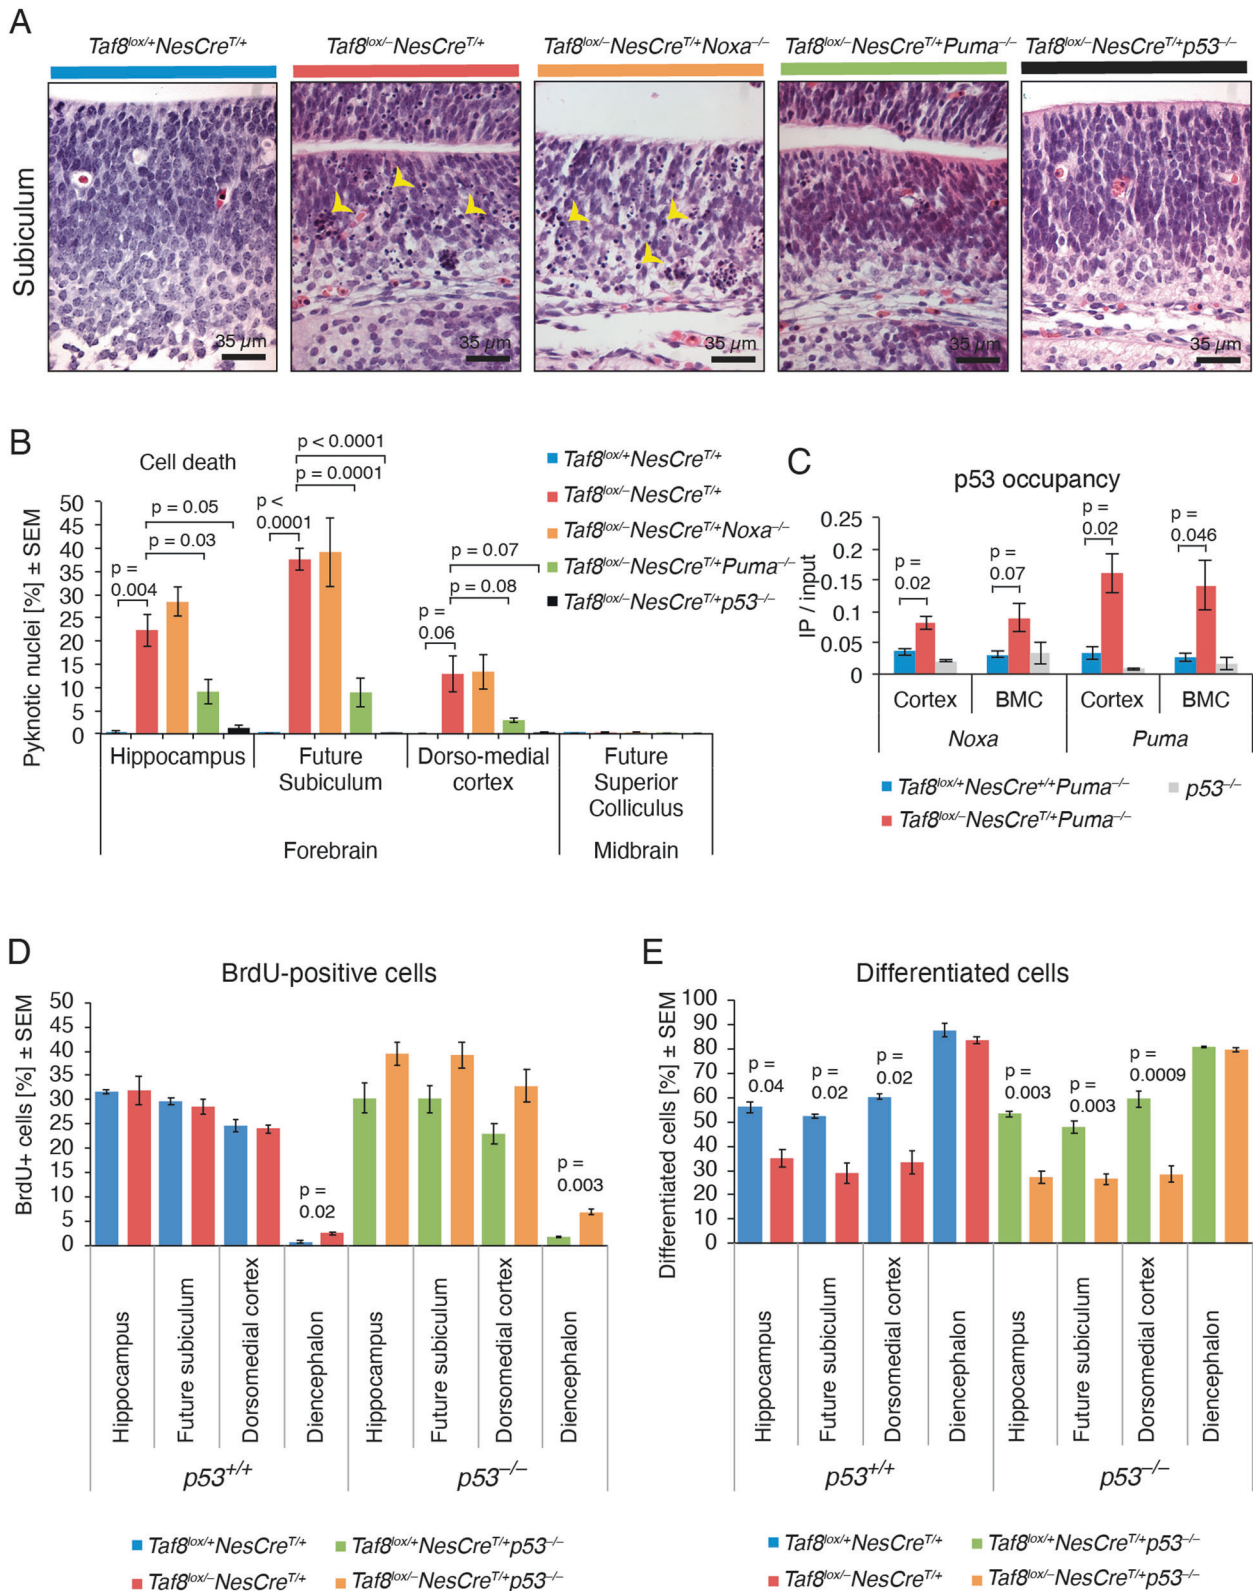 A
Taf8lox/+NesCreT/+
Taf8lox/–NesCreT/+
Taf8lox/–NesCreT/+Noxa–/–
Taf8lox/–NesCreT/+Puma–/–
Taf8lox/–NesCreT/+p53–/–
Subiculum
35 µm
35 µm
35 µm
35 µm
35 µm
B
Cell death
Pyknotic nuclei [%] ± SEM
50
45
40
35
30
25
20
15
10
5
0
p =
0.004
p = 0.05
p = 0.03
p <
0.0001
p < 0.0001
p = 0.0001
p =
0.06
p = 0.07
p = 0.08
Hippocampus
Future
Subiculum
Dorso-medial
cortex
Future
Superior
Colliculus
Forebrain
Midbrain
Taf8lox/+NesCreT/+
Taf8lox/–NesCreT/+
Taf8lox/–NesCreT/+Noxa–/–
Taf8lox/–NesCreT/+Puma–/–
Taf8lox/–NesCreT/+p53–/–
C
p53 occupancy
IP / input
0.25
0.2
0.15
0.1
0.05
0
p =
0.02
p =
0.07
p =
0.02
p =
0.046
Cortex
BMC
Cortex
BMC
Noxa
Puma
Taf8lox/+NesCre+/+Puma–/–
p53–/–
Taf8lox/–NesCreT/+Puma–/–
D
BrdU-positive cells
BrdU+ cells [%] ± SEM
50
45
40
35
30
25
20
15
10
5
0
p =
0.02
p =
0.003
Hippocampus
Future subiculum
Dorsomedial cortex
Diencephalon
Hippocampus
Future subiculum
Dorsomedial cortex
Diencephalon
p53+/+
p53–/–
Taf8lox/+NesCreT/+
Taf8lox/+NesCreT/+p53–/–
Taf8lox/–NesCreT/+
Taf8lox/–NesCreT/+p53–/–
E
Differentiated cells
Differentiated cells [%] ± SEM
100
90
80
70
60
50
40
30
20
10
0
p =
0.04
p =
0.02
p =
0.02
p =
0.003
p =
0.003
p =
0.0009
Hippocampus
Future subiculum
Dorsomedial cortex
Diencephalon
Hippocampus
Future subiculum
Dorsomedial cortex
Diencephalon
p53+/+
p53–/–
Taf8lox/+NesCreT/+
Taf8lox/+NesCreT/+p53–/–
Taf8lox/–NesCreT/+
Taf8lox/–NesCreT/+p53–/–